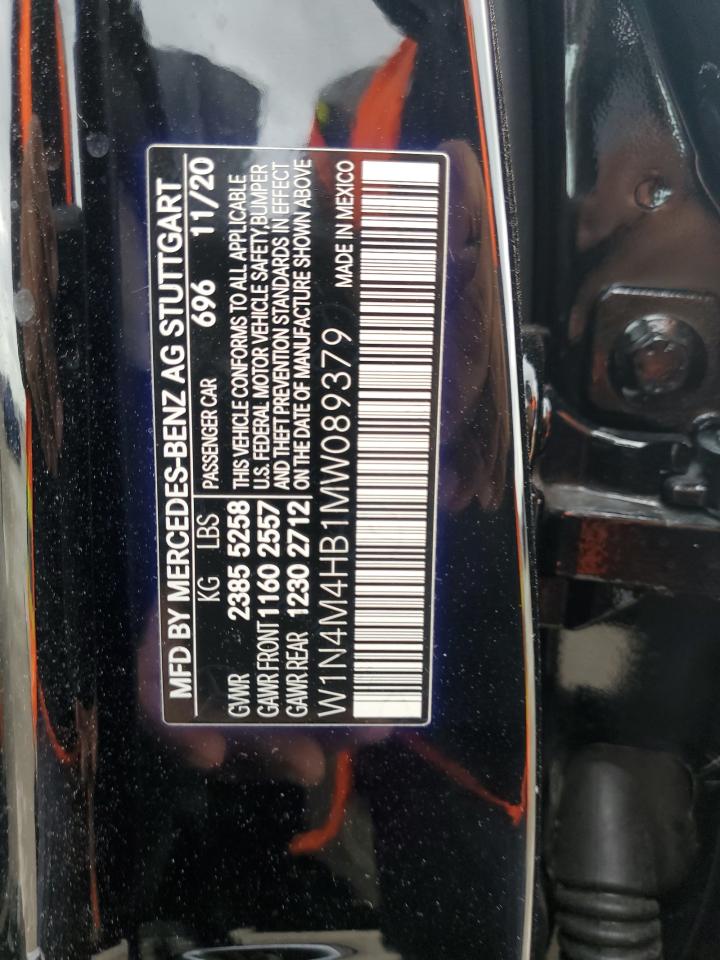 MFD BY MERCEDES-BENZ AG STUTTGART
KG LBS PASSENGER CAR 696 11/20
GVWR 2385 5258 THIS VEHICLE CONFORMS TO ALL APPLICABLE
GAWR FRONT 1160 2557 U.S. FEDERAL MOTOR VEHICLE SAFETY, BUMPER
GAWR REAR 1230 2712 AND THEFT PREVENTION STANDARDS IN EFFECT
ON THE DATE OF MANUFACTURE SHOWN ABOVE
W1N4M4HB1MW089379 MADE IN MEXICO